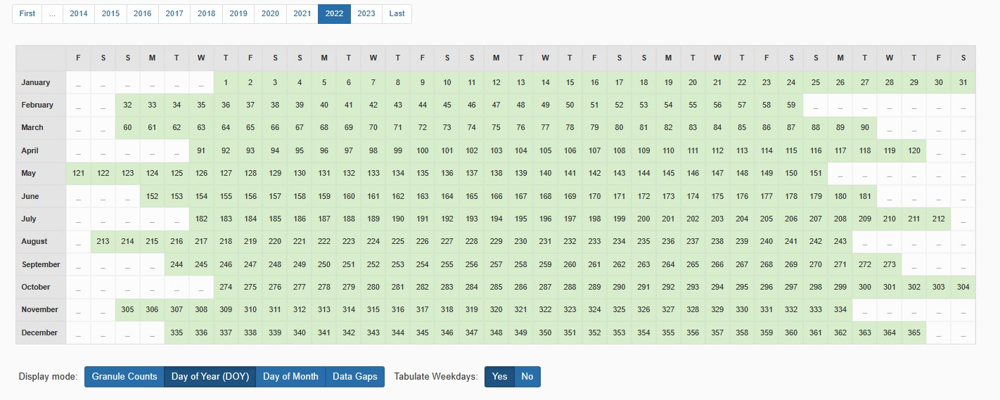 First ... 2014 2015 2016 2017 2018 2019 2020 2021 2022 2023 Last
F S S M T W T F S S M T W T F S S M T W T F S S M T W T F S S M T W T F S
January _ _ _ _ _ _ 1 2 3 4 5 6 7 8 9 10 11 12 13 14 15 16 17 18 19 20 21 22 23 24 25 26 27 28 29 30 31
February _ _ 32 33 34 35 36 37 38 39 40 41 42 43 44 45 46 47 48 49 50 51 52 53 54 55 56 57 58 59 _ _ _ _ _ _ _
March _ _ 60 61 62 63 64 65 66 67 68 69 70 71 72 73 74 75 76 77 78 79 80 81 82 83 84 85 86 87 88 89 90 _ _ _ _
April _ _ _ _ _ 91 92 93 94 95 96 97 98 99 100 101 102 103 104 105 106 107 108 109 110 111 112 113 114 115 116 117 118 119 120 _ _
May 121 122 123 124 125 126 127 128 129 130 131 132 133 134 135 136 137 138 139 140 141 142 143 144 145 146 147 148 149 150 151 _ _ _ _ _ _
June _ _ _ 152 153 154 155 156 157 158 159 160 161 162 163 164 165 166 167 168 169 170 171 172 173 174 175 176 177 178 179 180 181 _ _ _ _
July _ _ _ _ _ 182 183 184 185 186 187 188 189 190 191 192 193 194 195 196 197 198 199 200 201 202 203 204 205 206 207 208 209 210 211 212 _
August _ 213 214 215 216 217 218 219 220 221 222 223 224 225 226 227 228 229 230 231 232 233 234 235 236 237 238 239 240 241 242 243 _ _ _ _ _
September _ _ _ _ 244 245 246 247 248 249 250 251 252 253 254 255 256 257 258 259 260 261 262 263 264 265 266 267 268 269 270 271 272 273 _ _ _
October _ _ _ _ _ _ 274 275 276 277 278 279 280 281 282 283 284 285 286 287 288 289 290 291 292 293 294 295 296 297 298 299 300 301 302 303 304
November _ _ 305 306 307 308 309 310 311 312 313 314 315 316 317 318 319 320 321 322 323 324 325 326 327 328 329 330 331 332 333 334 _ _ _ _ _
December _ _ _ _ 335 336 337 338 339 340 341 342 343 344 345 346 347 348 349 350 351 352 353 354 355 356 357 358 359 360 361 362 363 364 365 _ _
Display mode: Granule Counts Day of Year (DOY) Day of Month Data Gaps Tabulate Weekdays: Yes No